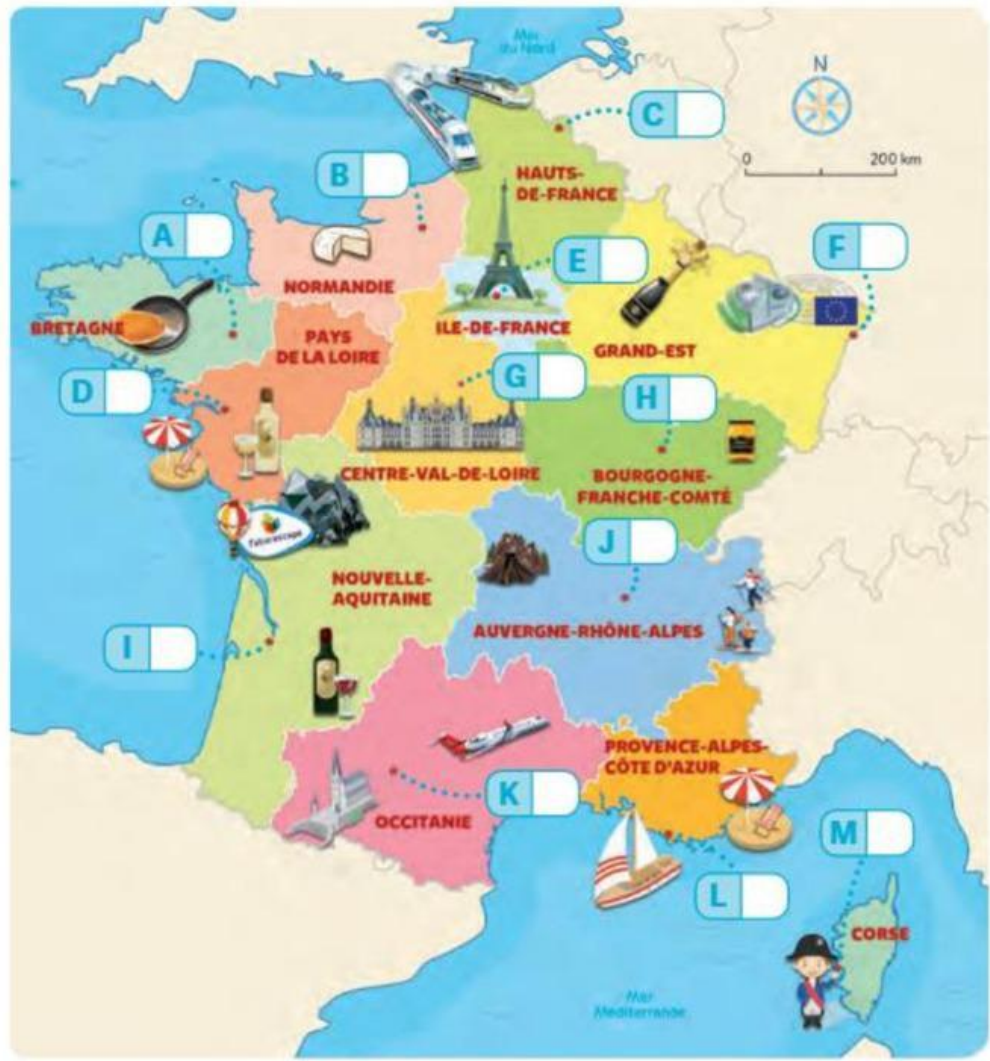 Mer
du Nord
N
0 200 km
C
HAUTS-
DE-FRANCE
B
A
E
F
NORMANDIE
BRETAGNE
ILE-DE-FRANCE
PAYS
DE LA LOIRE
GRAND-EST
D
G
H
CENTRE-VAL-DE-LOIRE
BOURGOGNE-
FRANCHE-COMTÉ
Futuroscope
J
NOUVELLE-
AQUITAINE
AUVERGNE-RHÔNE-ALPES
I
PROVENCE-ALPES-
CÔTE D'AZUR
K
OCCITANIE
M
L
CORSE
Mer
Méditerranée